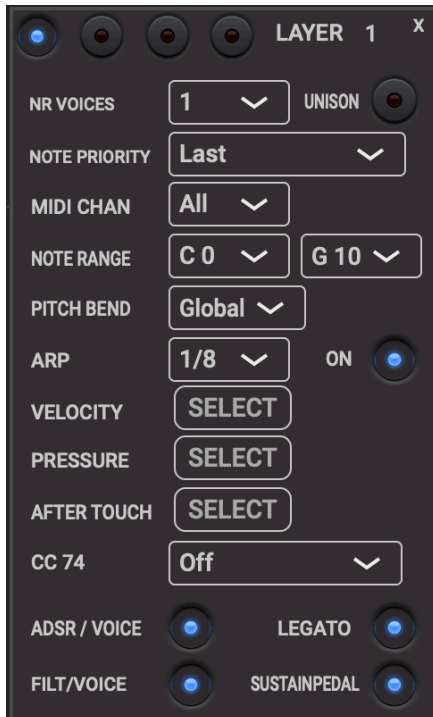 LAYER 1 X
NR VOICES 1 UNISON
NOTE PRIORITY Last
MIDI CHAN All
NOTE RANGE C 0 G 10
PITCH BEND Global
ARP 1/8 ON
VELOCITY SELECT
PRESSURE SELECT
AFTER TOUCH SELECT
CC 74 Off
ADSR / VOICE LEGATO
FILT/VOICE SUSTAINPEDAL